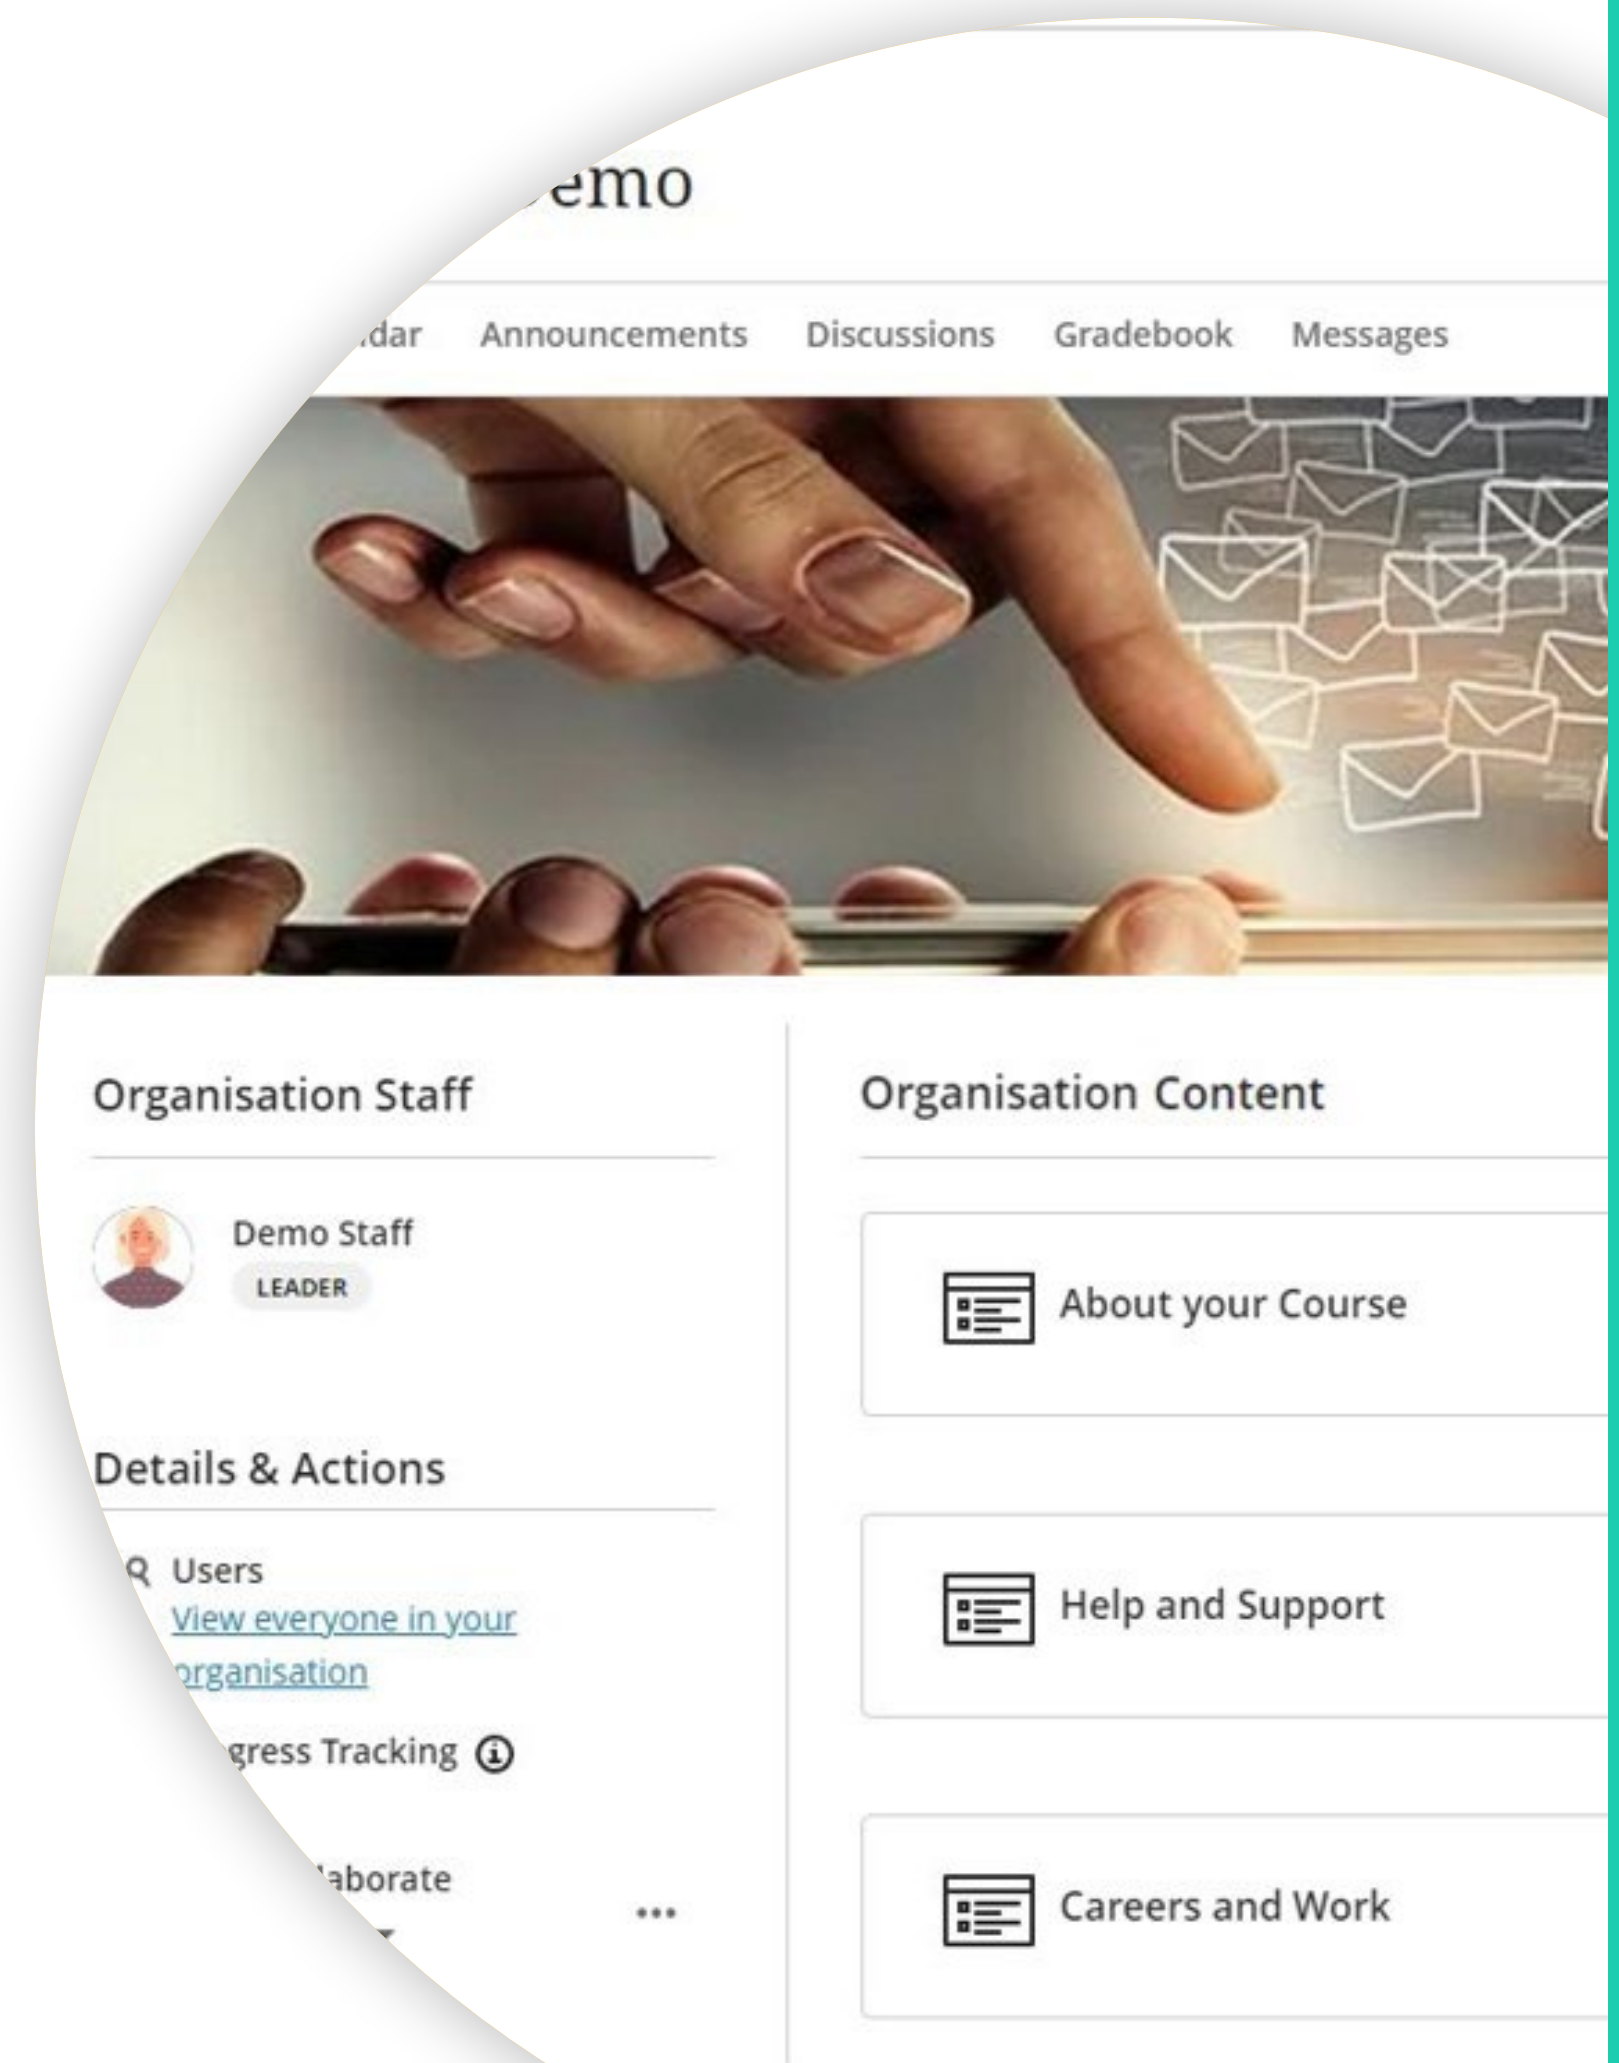 Announcements Discussions Gradebook Messages
Organisation Staff
Demo Staff
LEADER
Details & Actions
Users
View everyone in your
organisation
Tracking
Organisation Content
About your Course
Help and Support
Careers and Work